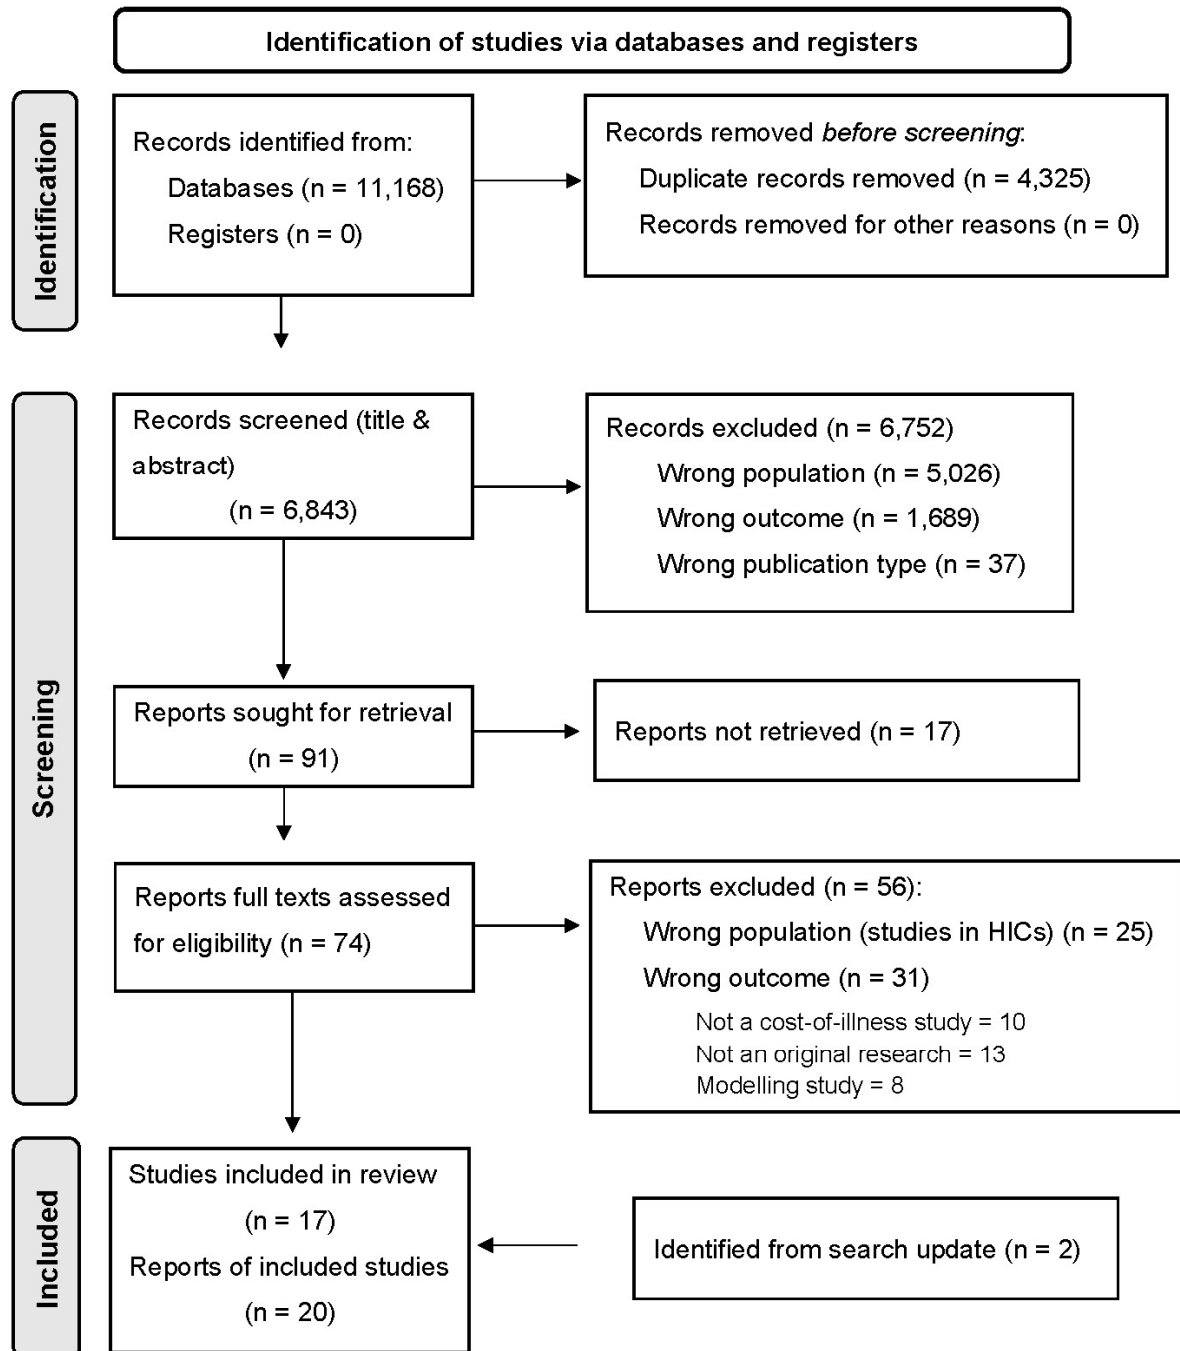 Identification of studies via databases and registers
Identification
Records identified from:
Databases (n = 11,168)
Registers (n = 0)
Records removed before screening:
Duplicate records removed (n = 4,325)
Records removed for other reasons (n = 0)
Screening
Records screened (title &
abstract)
(n = 6,843)
Records excluded (n = 6,752)
Wrong population (n = 5,026)
Wrong outcome (n = 1,689)
Wrong publication type (n = 37)
Reports sought for retrieval
(n = 91)
Reports not retrieved (n = 17)
Reports full texts assessed
for eligibility (n = 74)
Reports excluded (n = 56):
Wrong population (studies in HICs) (n = 25)
Wrong outcome (n = 31)
Not a cost-of-illness study = 10
Not an original research = 13
Modelling study = 8
Included
Studies included in review
(n = 17)
Reports of included studies
(n = 20)
Identified from search update (n = 2)